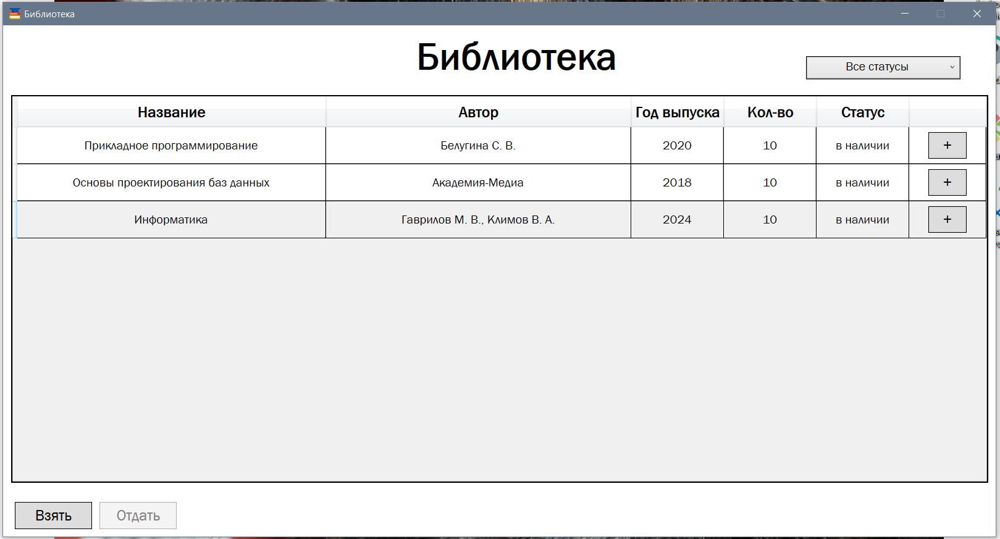 Библиотека
Библиотека
Все статусы
Название Автор Год выпуска Кол-во Статус
Прикладное программирование Белугина С. В. 2020 10 в наличии +
Основы проектирования баз данных Академия-Медиа 2018 10 в наличии +
Информатика Гаврилов М. В., Климов В. А. 2024 10 в наличии +
Взять Отдать